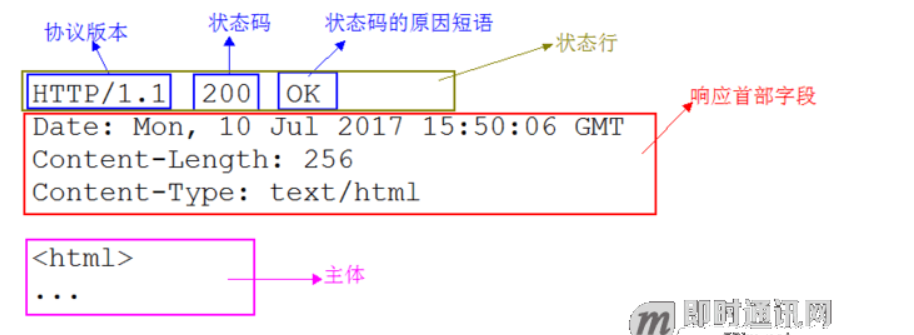 协议版本 状态码 状态码的原因短语
状态行
HTTP/1.1 200 OK
响应首部字段
Date: Mon, 10 Jul 2017 15:50:06 GMT
Content-Length: 256
Content-Type: text/html
<html>
主体
...
m 即时通讯网